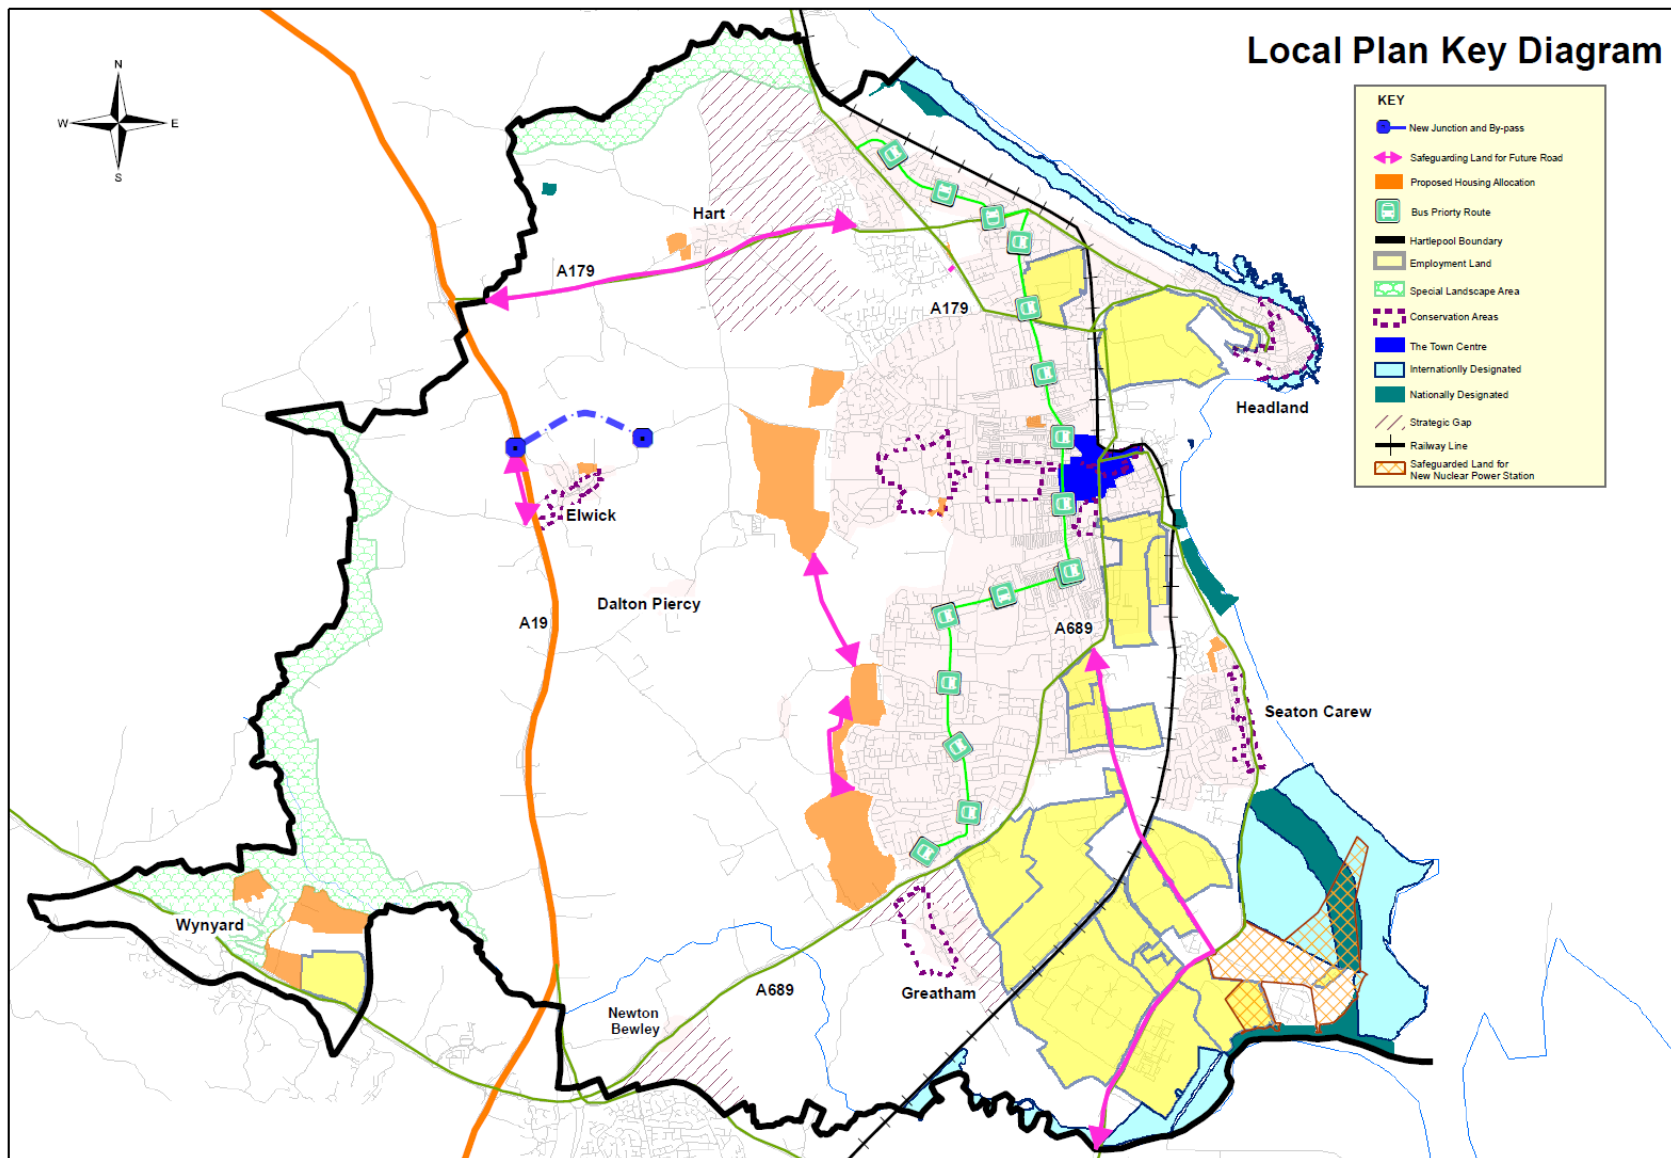 Local Plan Key Diagram
N
W
E
S
KEY
New Junction and By-pass
Safeguarding Land for Future Road
Proposed Housing Allocation
Bus Priorty Route
Hartlepool Boundary
Employment Land
Special Landscape Area
Conservation Areas
The Town Centre
Internationlly Designated
Nationally Designated
Strategic Gap
Railway Line
Safeguarded Land for
New Nuclear Power Station
Hart
A179
A179
Headland
Elwick
Dalton Piercy
A19
A689
Seaton Carew
Wynyard
Greatham
A689
Newton
Bewley